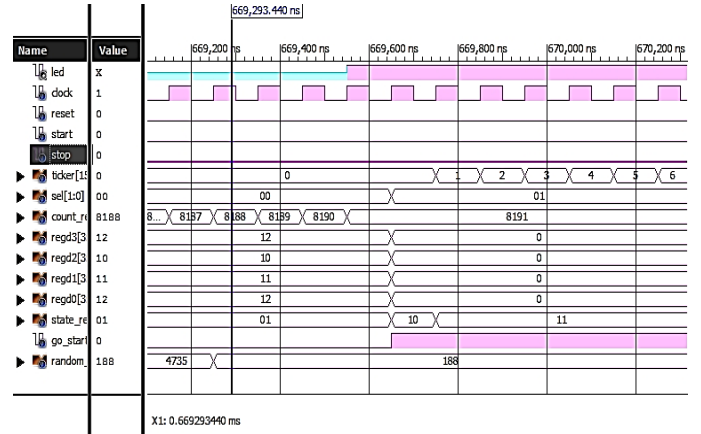 669,293.440 ns
Name Value 669,200 ns 669,400 ns 669,600 ns 669,800 ns 670,000 ns 670,200 ns
led X
clock 1
reset 0
start 0
stop 0
ticker[15 0 0 1 2 3 4 5 6
sel[1:0] 00 00 01
count_re 8188 8... 8187 8188 8189 8190 8191
regd3[3 12 12 0
regd2[3 10 10 0
regd1[3 11 11 0
regd0[3 12 12 0
state_re 01 01 10 11
go_start 0
random_ 188 4735 188
X1: 0.669293440 ms